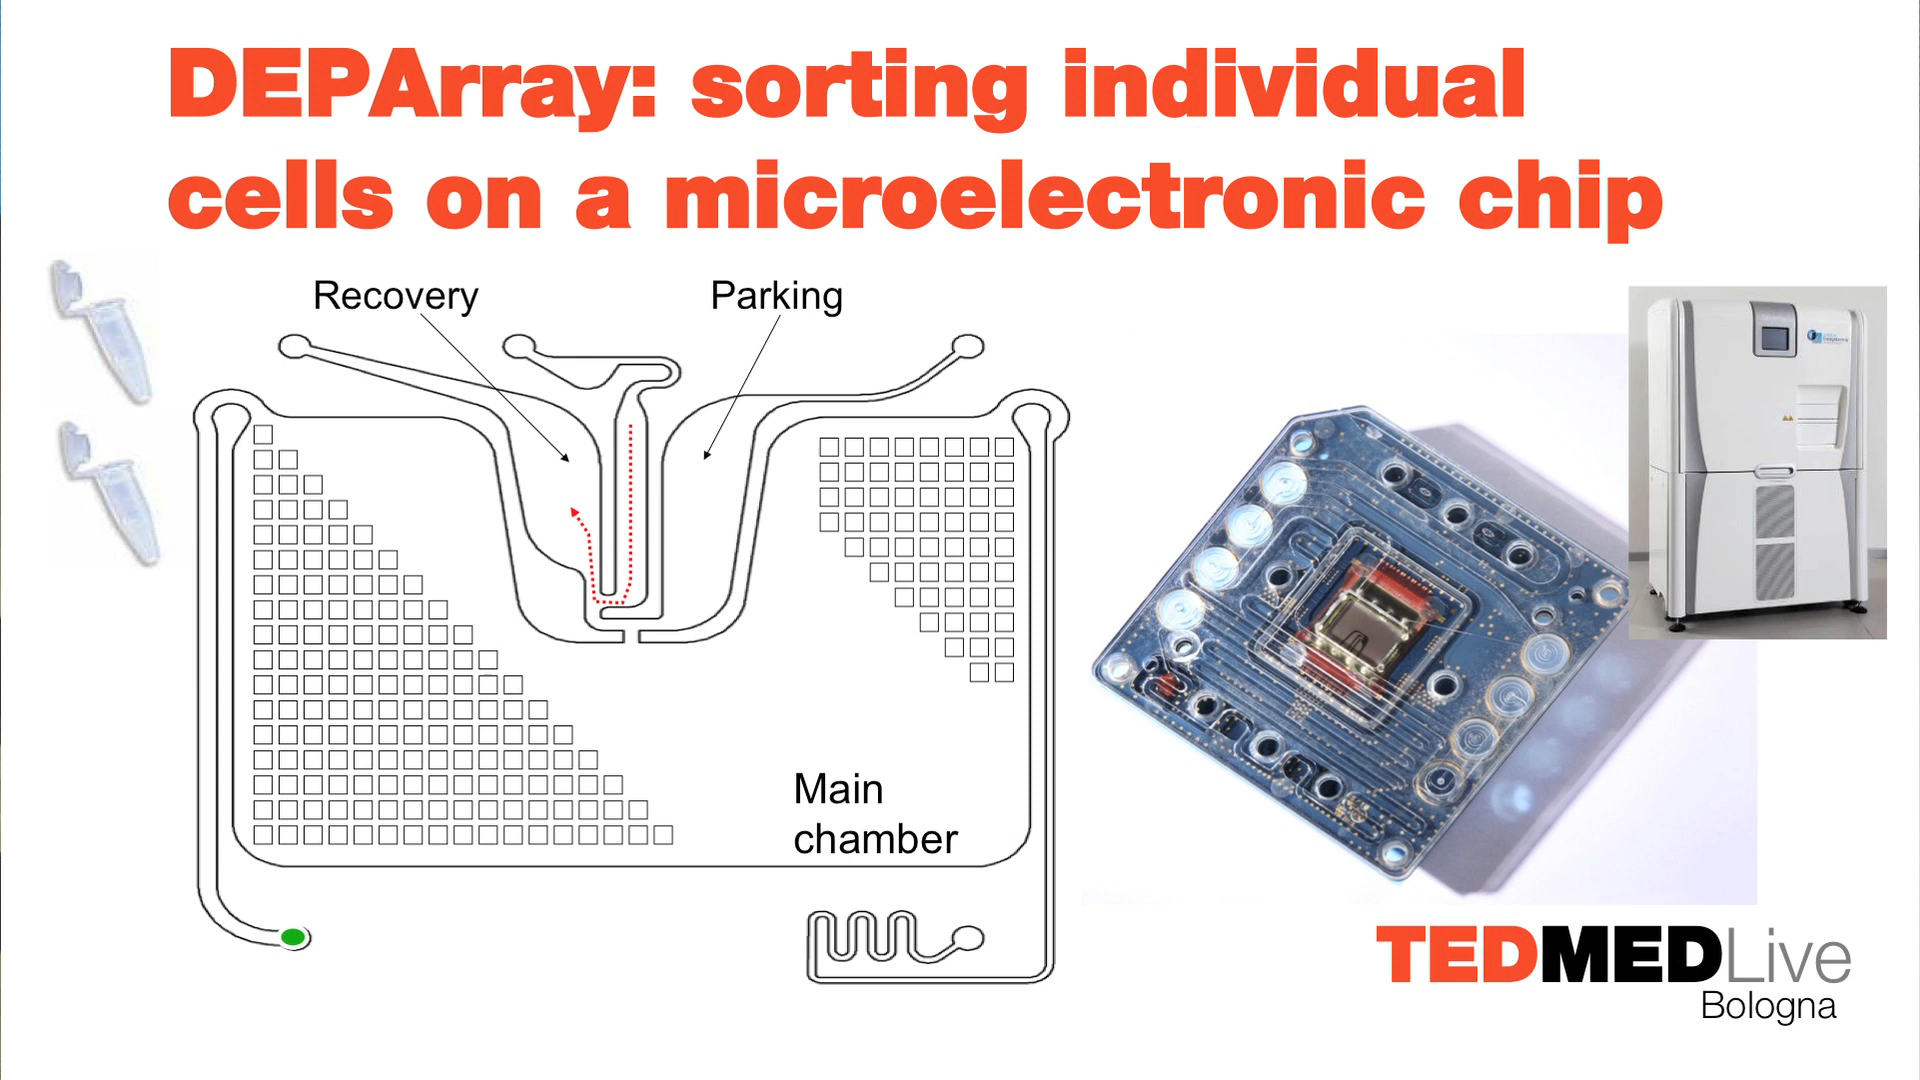 DEPArray: sorting individual
cells on a microelectronic chip
Recovery
Parking
Main
chamber
TEDMEDLive
Bologna